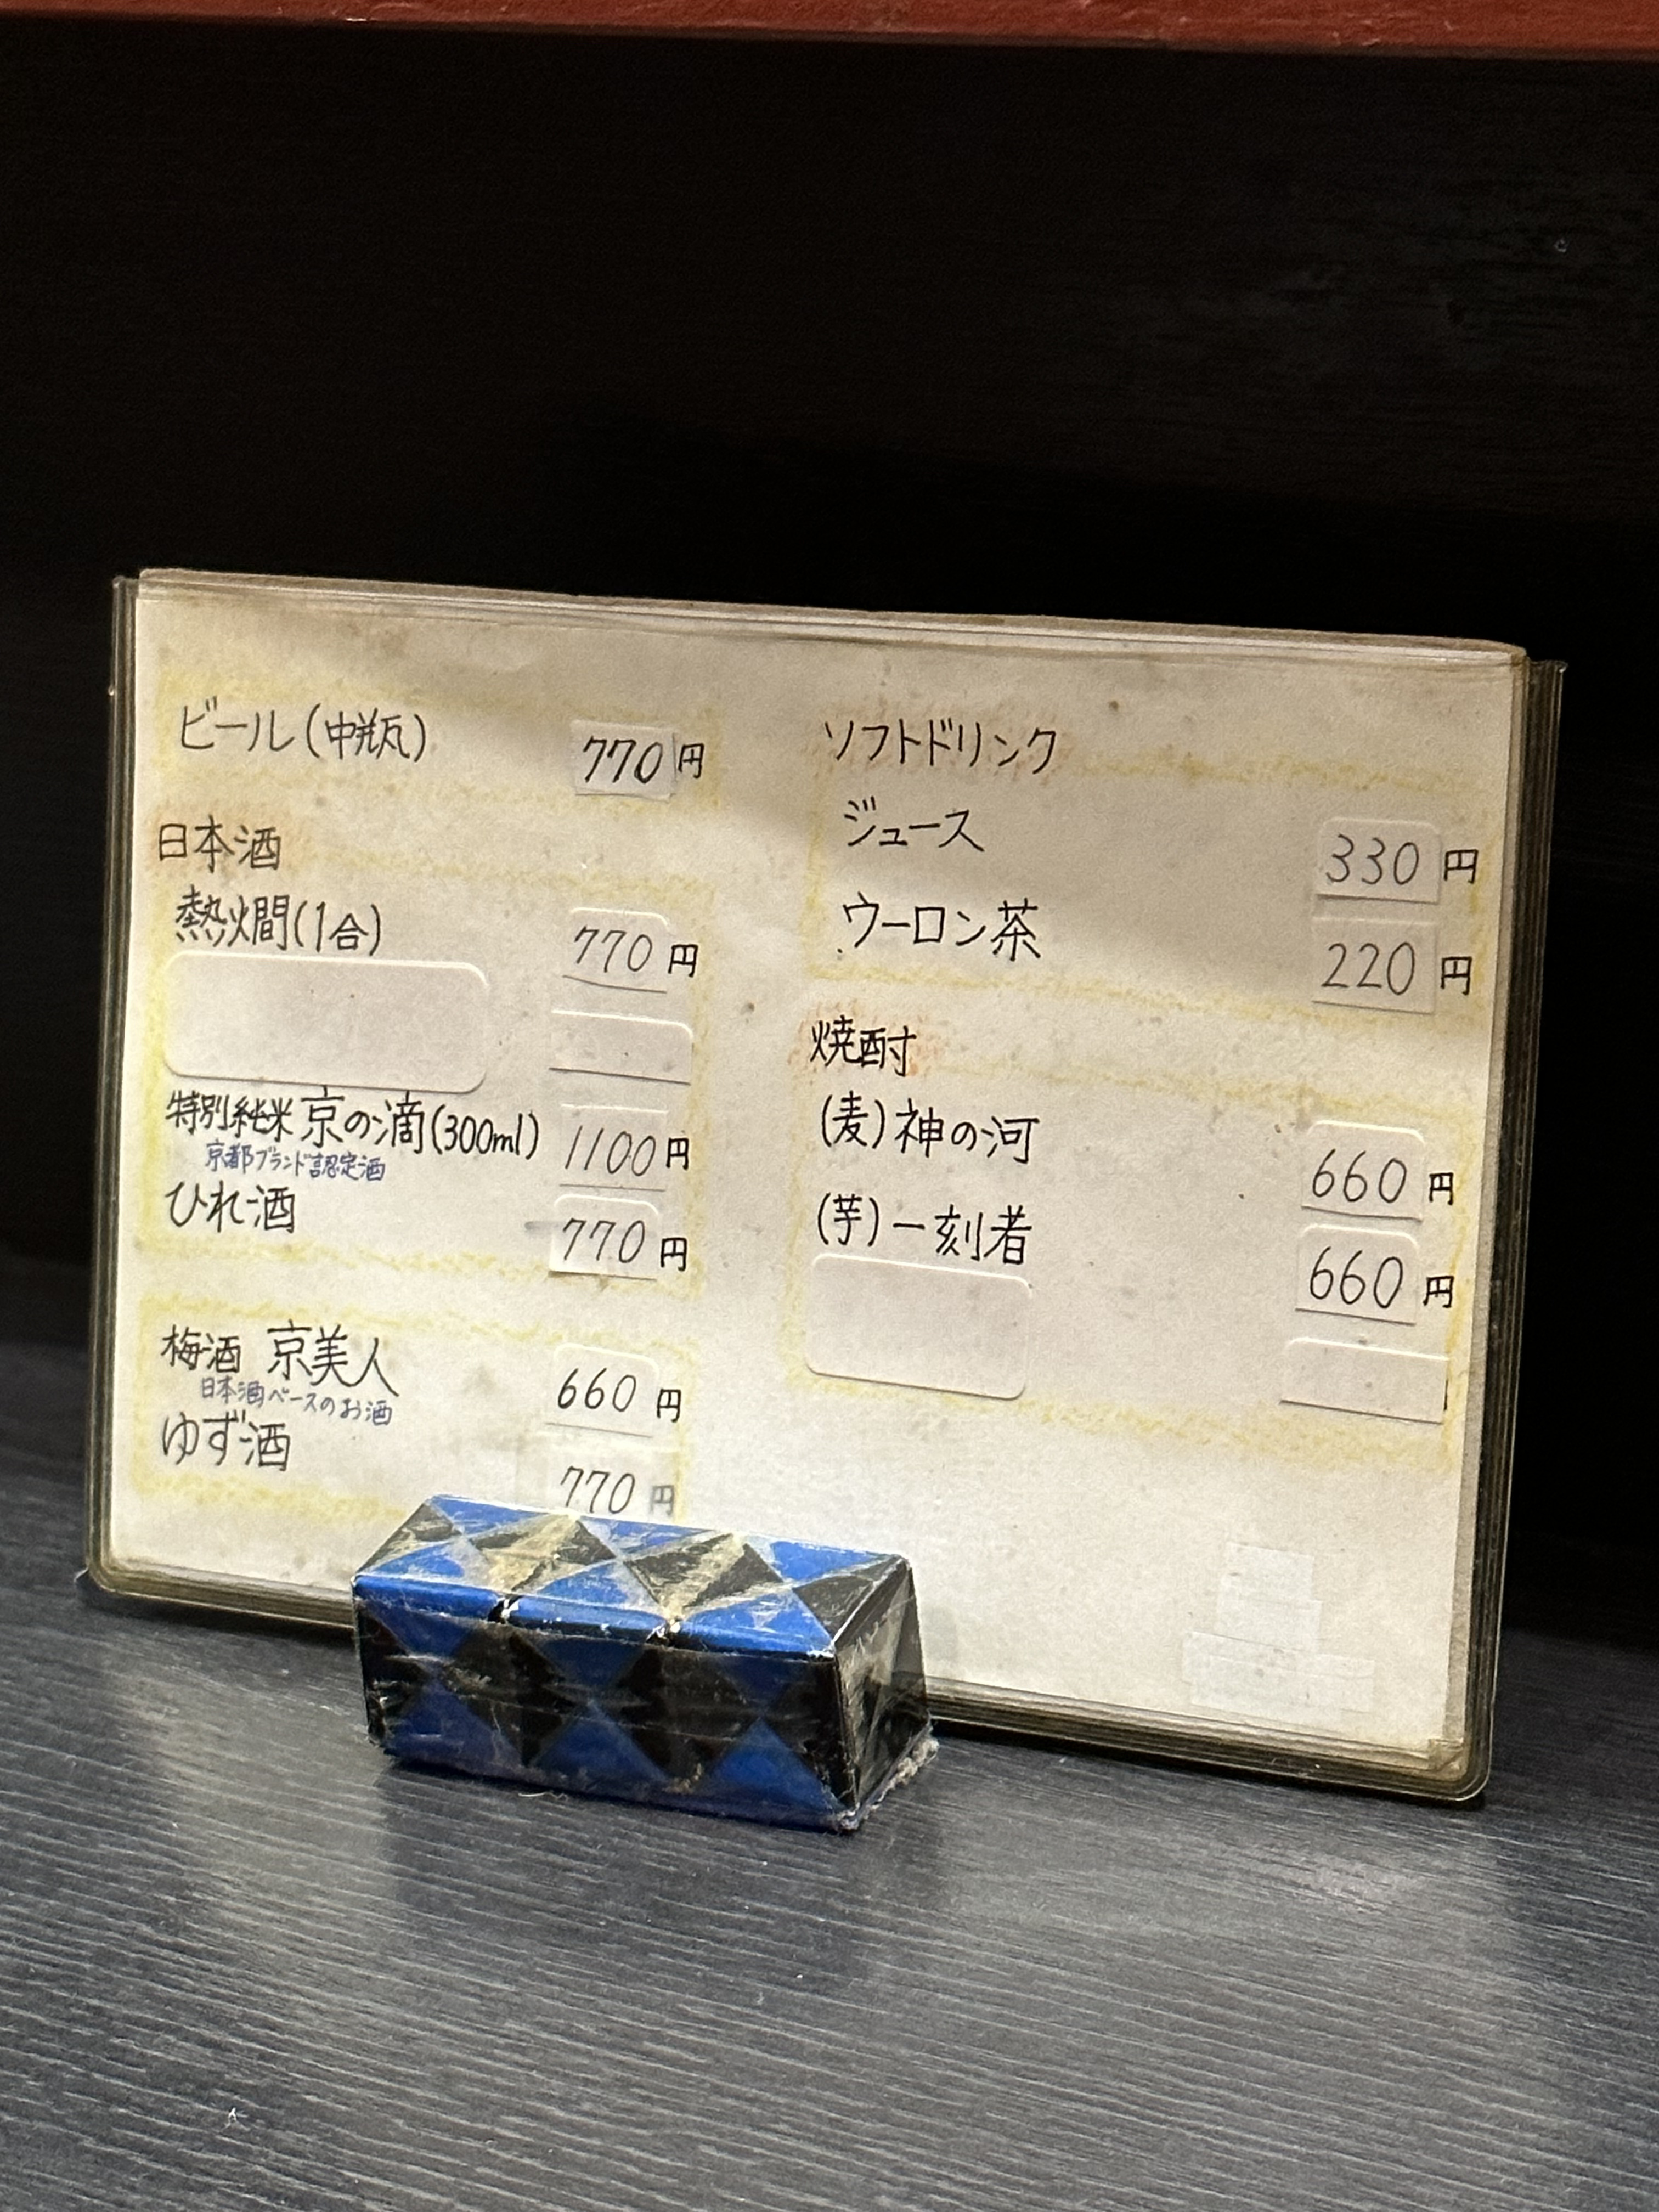 ビール(中瓶) 770円
日本酒
熱燗(1合) 770円
特別純米 京の滴(300ml) 1100円
京都ブランド認定酒
ひれ酒 770円
梅酒 京美人 660円
日本酒ベースのお酒
ゆず酒 770円
ソフトドリンク
ジュース 330円
ウーロン茶 220円
焼酎
(麦)神の河 660円
(芋)一刻者 660円